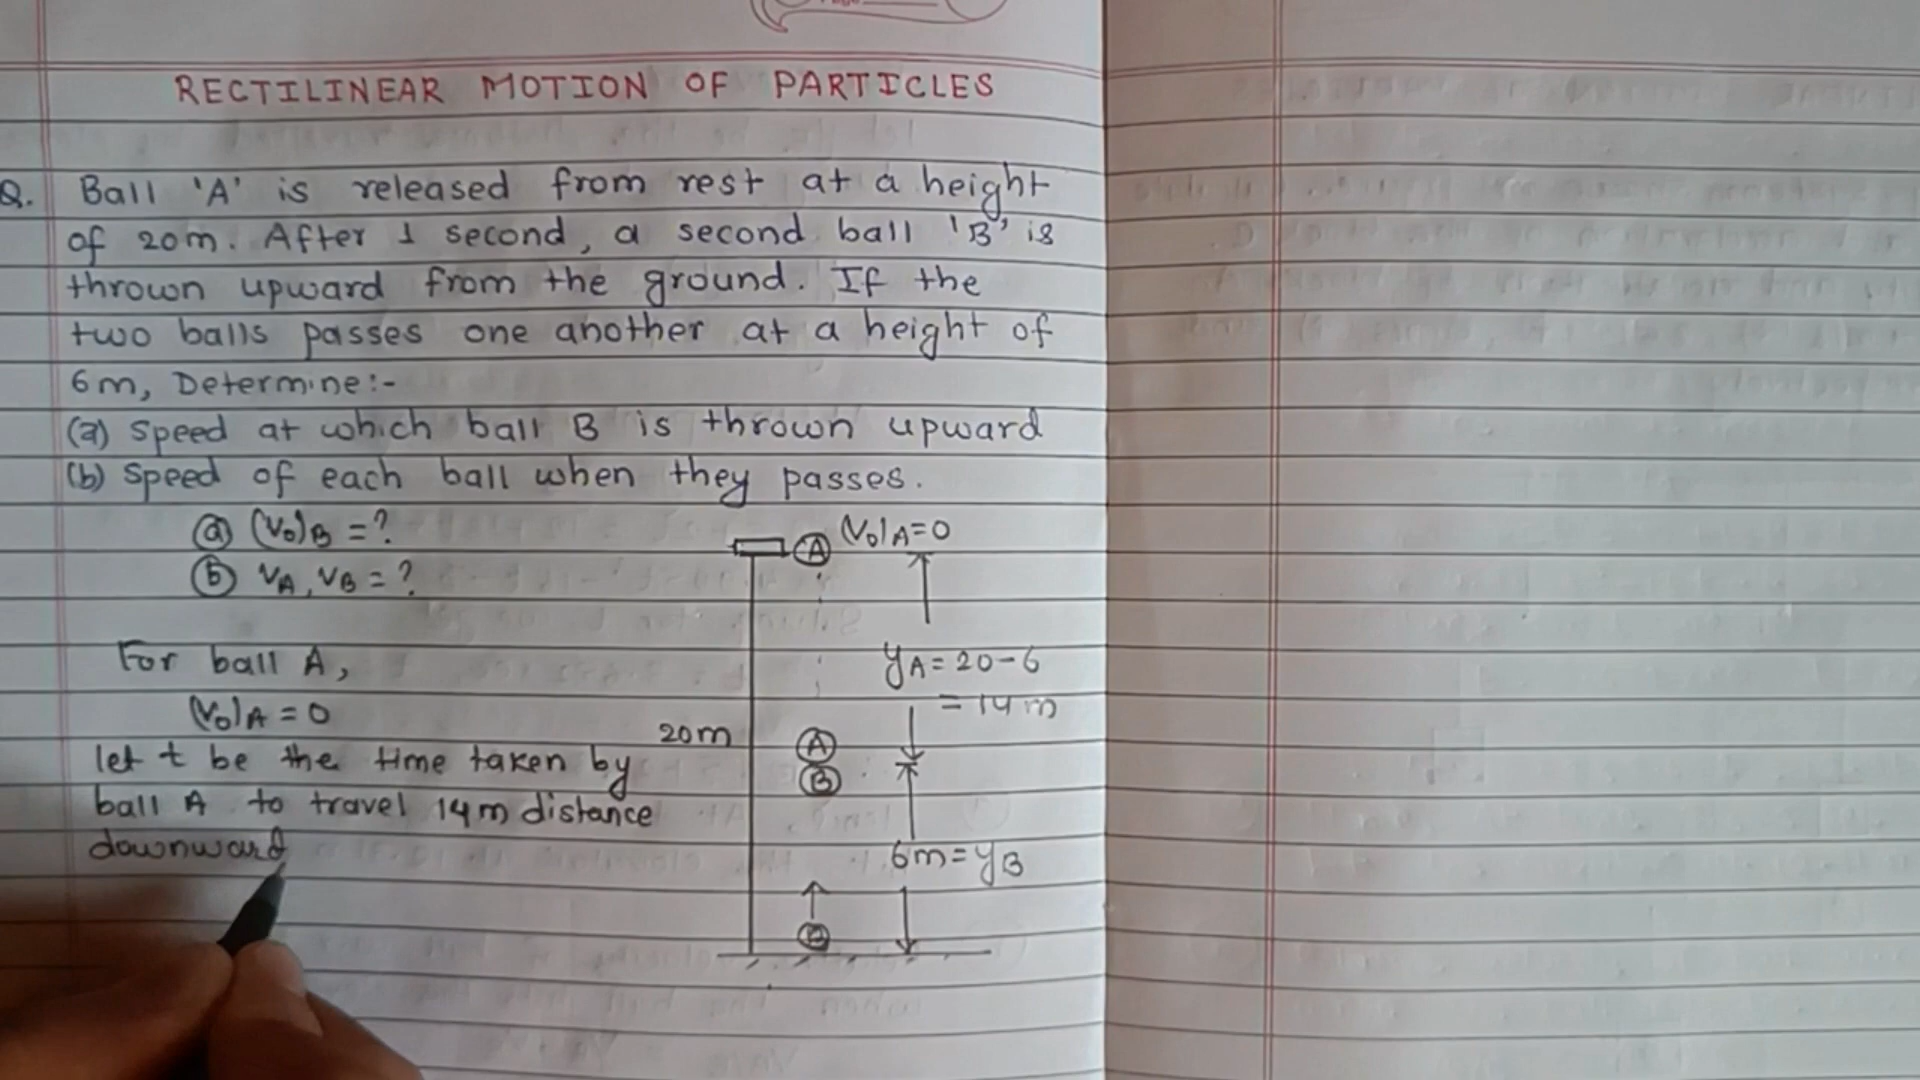 RECTILINEAR MOTION OF PARTICLES
Q. Ball 'A' is released from rest at a height
of 20m. After 1 second, a second ball 'B' is
thrown upward from the ground. If the
two balls passes one another at a height of
6m, Determine:-
(a) Speed at which ball B is thrown upward
(b) Speed of each ball when they passes.
(a) (V₀)B = ?
(b) VA, VB = ?
For ball A,
(V₀)A = 0
let t be the time taken by
ball A to travel 14m distance
downward
A (V₀)A=0
yA = 20-6
= 14m
20m
A
B
6m = yB
B